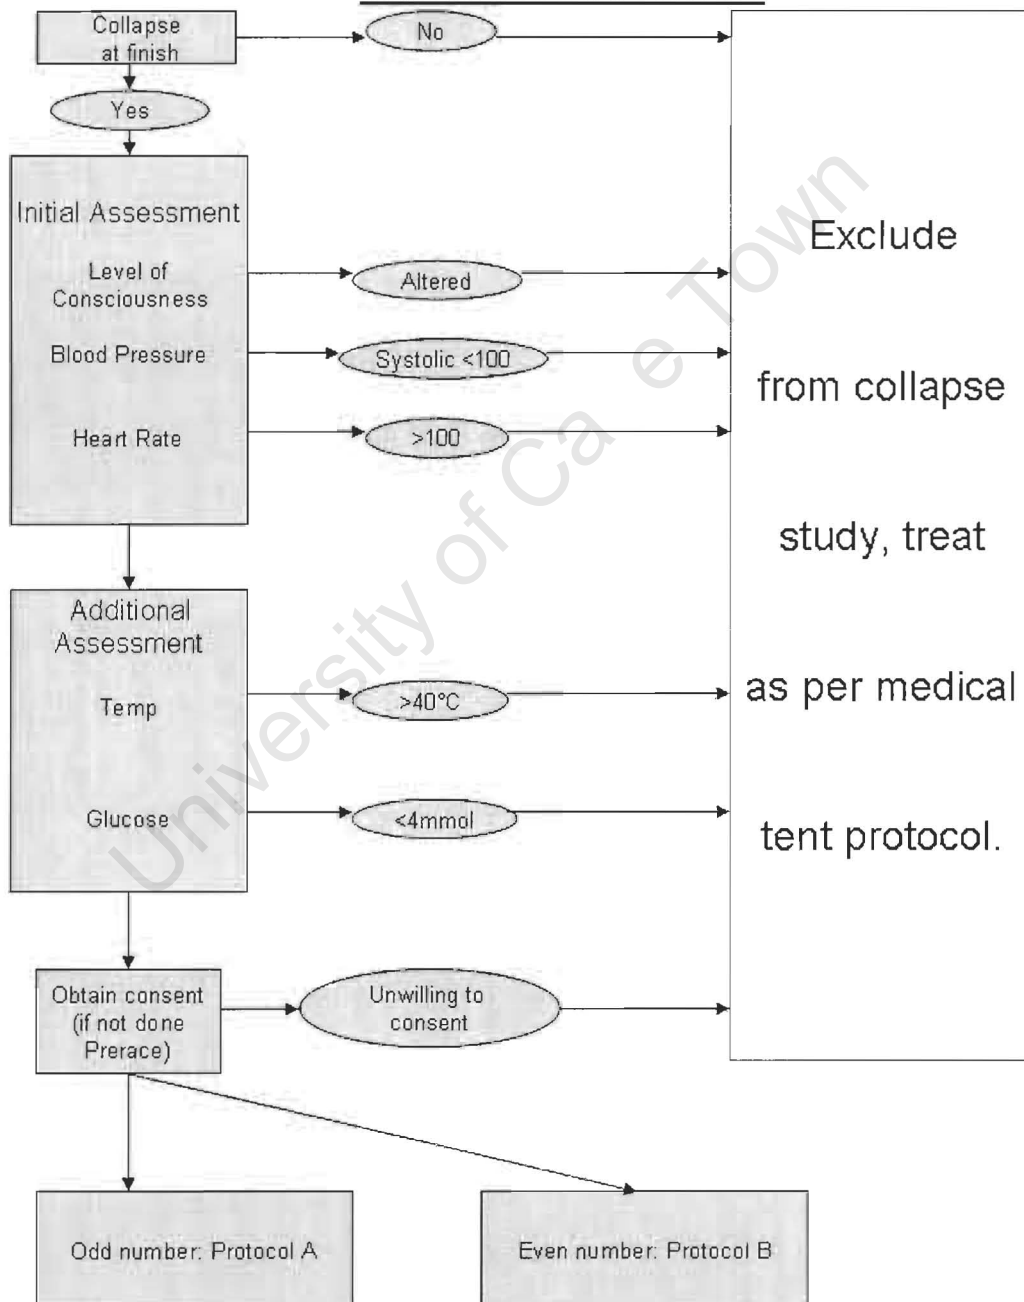 Collapse
at finish
No
Yes
Initial Assessment
Level of
Consciousness
Altered
Blood Pressure
Systolic <100
Heart Rate
>100
Additional
Assessment
Temp
>40°C
Glucose
<4mmol
Obtain consent
(if not done
Prerace)
Unwilling to
consent
Exclude
from collapse
study, treat
as per medical
tent protocol.
Odd number: Protocol A
Even number: Protocol B
University of Ca e Town